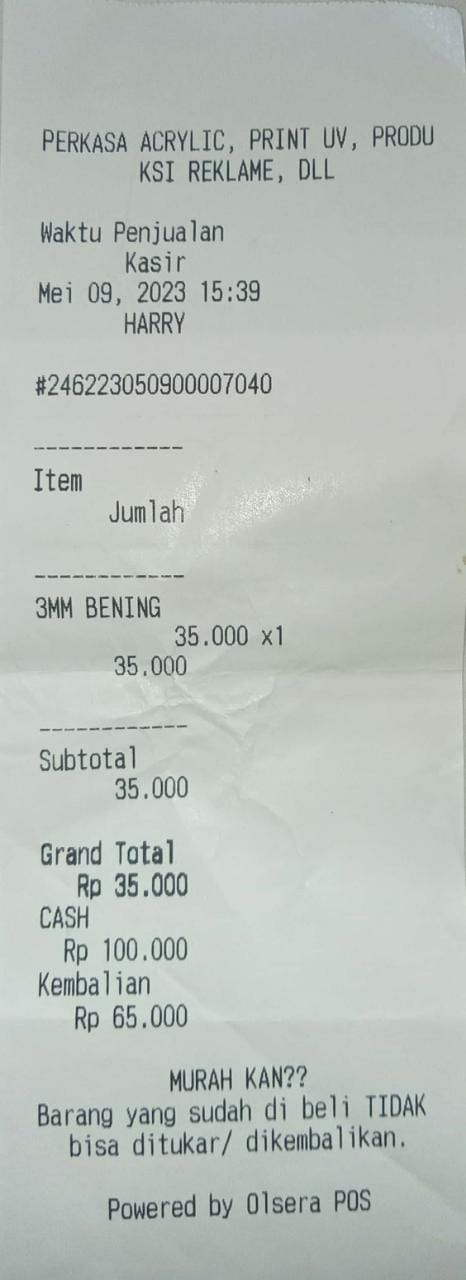 PERKASA ACRYLIC, PRINT UV, PRODU
KSI REKLAME, DLL
Waktu Penjualan
Kasir
Mei 09, 2023 15:39
HARRY
#246223050900007040
------------
Item
Jumlah
------------
3MM BENING
35.000 x1
35.000
------------
Subtotal
35.000
Grand Total
Rp 35.000
CASH
Rp 100.000
Kembalian
Rp 65.000
MURAH KAN??
Barang yang sudah di beli TIDAK
bisa ditukar/ dikembalikan.
Powered by Olsera POS